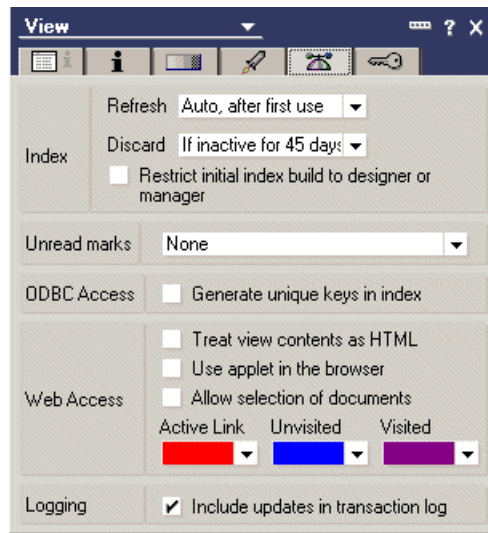 View
? X
i i
Index
Refresh Auto, after first use
Discard If inactive for 45 days
Restrict initial index build to designer or
manager
Unread marks None
ODBC Access Generate unique keys in index
Web Access
Treat view contents as HTML
Use applet in the browser
Allow selection of documents
Active Link Unvisited Visited
Logging Include updates in transaction log